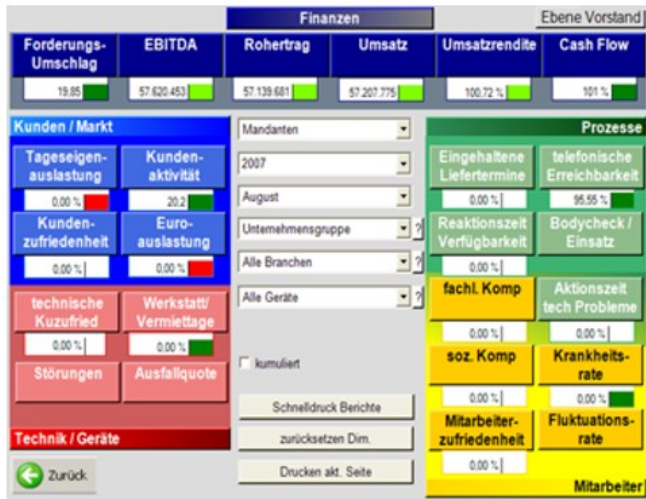 Finanzen
Ebene Vorstand
Forderungs-
Umschlag
EBITDA
Rohertrag
Umsatz
Umsatzrendite
Cash Flow
19,85
57.620.453
57.139.681
57.207.775
100,72 %
101 %
Kunden / Markt
Tageseigen-
auslastung
Kunden-
aktivität
0,00 %
20,2
Kunden-
zufriedenheit
Euro-
auslastung
0,00 %
0,00 %
technische
Kuzufried
Werkstatt/
Vermiettage
0,00 %
0,00 %
Störungen
Ausfallquote
Technik / Geräte
Zurück
Mandanten
2007
August
Unternehmensgruppe
?
Alle Branchen
?
Alle Geräte
?
kumuliert
Schnelldruck Berichte
zurücksetzen Dim.
Drucken akt. Seite
Prozesse
Eingehaltene
Liefertermine
telefonische
Erreichbarkeit
0,00 %
95,55 %
Reaktionszeit
Verfügbarkeit
Bodycheck /
Einsatz
0,00 %
fachl. Komp
Aktionszeit
tech Probleme
0,00 %
0,00 %
soz. Komp
Krankheits-
rate
0,00 %
0,00 %
Mitarbeiter-
zufriedenheit
Fluktuations-
rate
0,00 %
Mitarbeiter